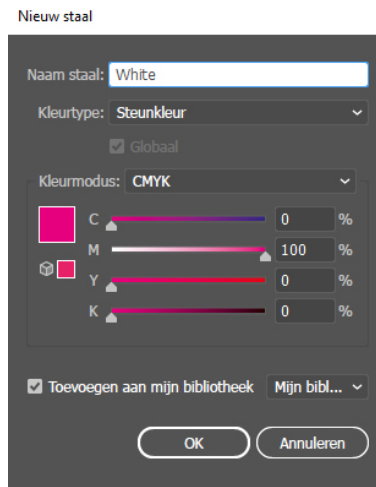 Nieuw staal
Naam staal: White
Kleurtype: Steunkleur
Globaal
Kleurmodus: CMYK
C 0 %
M 100 %
Y 0 %
K 0 %
Toevoegen aan mijn bibliotheek Mijn bibl...
OK Annuleren